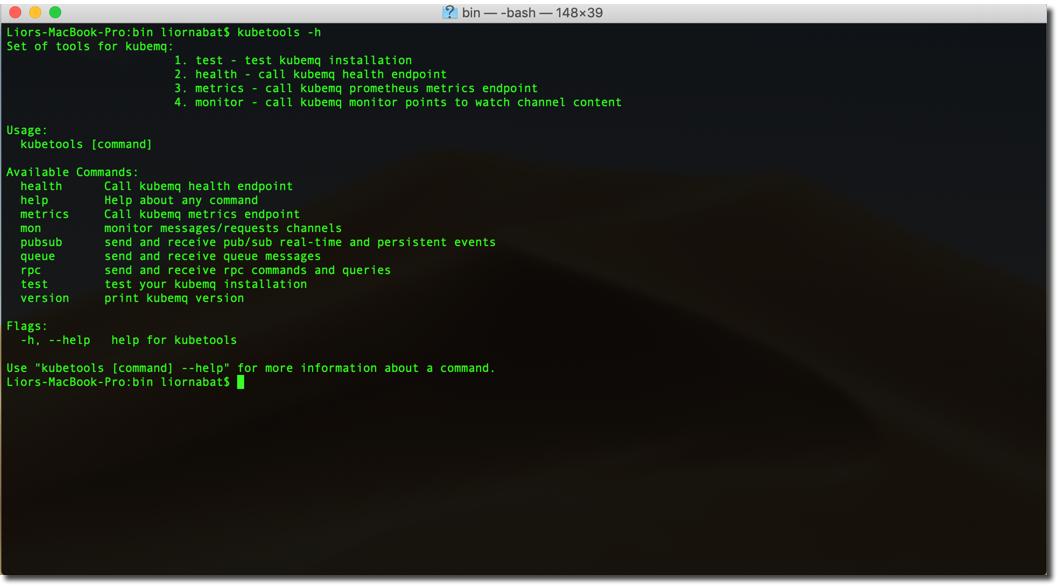 bin — -bash — 148×39
Liors-MacBook-Pro:bin liornabat$ kubetools -h
Set of tools for kubemq:
                        1. test - test kubemq installation
                        2. health - call kubemq health endpoint
                        3. metrics - call kubemq prometheus metrics endpoint
                        4. monitor - call kubemq monitor points to watch channel content

Usage:
  kubetools [command]

Available Commands:
  health      Call kubemq health endpoint
  help        Help about any command
  metrics     Call kubemq metrics endpoint
  mon         monitor messages/requests channels
  pubsub      send and receive pub/sub real-time and persistent events
  queue       send and receive queue messages
  rpc         send and receive rpc commands and queries
  test        test your kubemq installation
  version     print kubemq version

Flags:
  -h, --help   help for kubetools

Use "kubetools [command] --help" for more information about a command.
Liors-MacBook-Pro:bin liornabat$